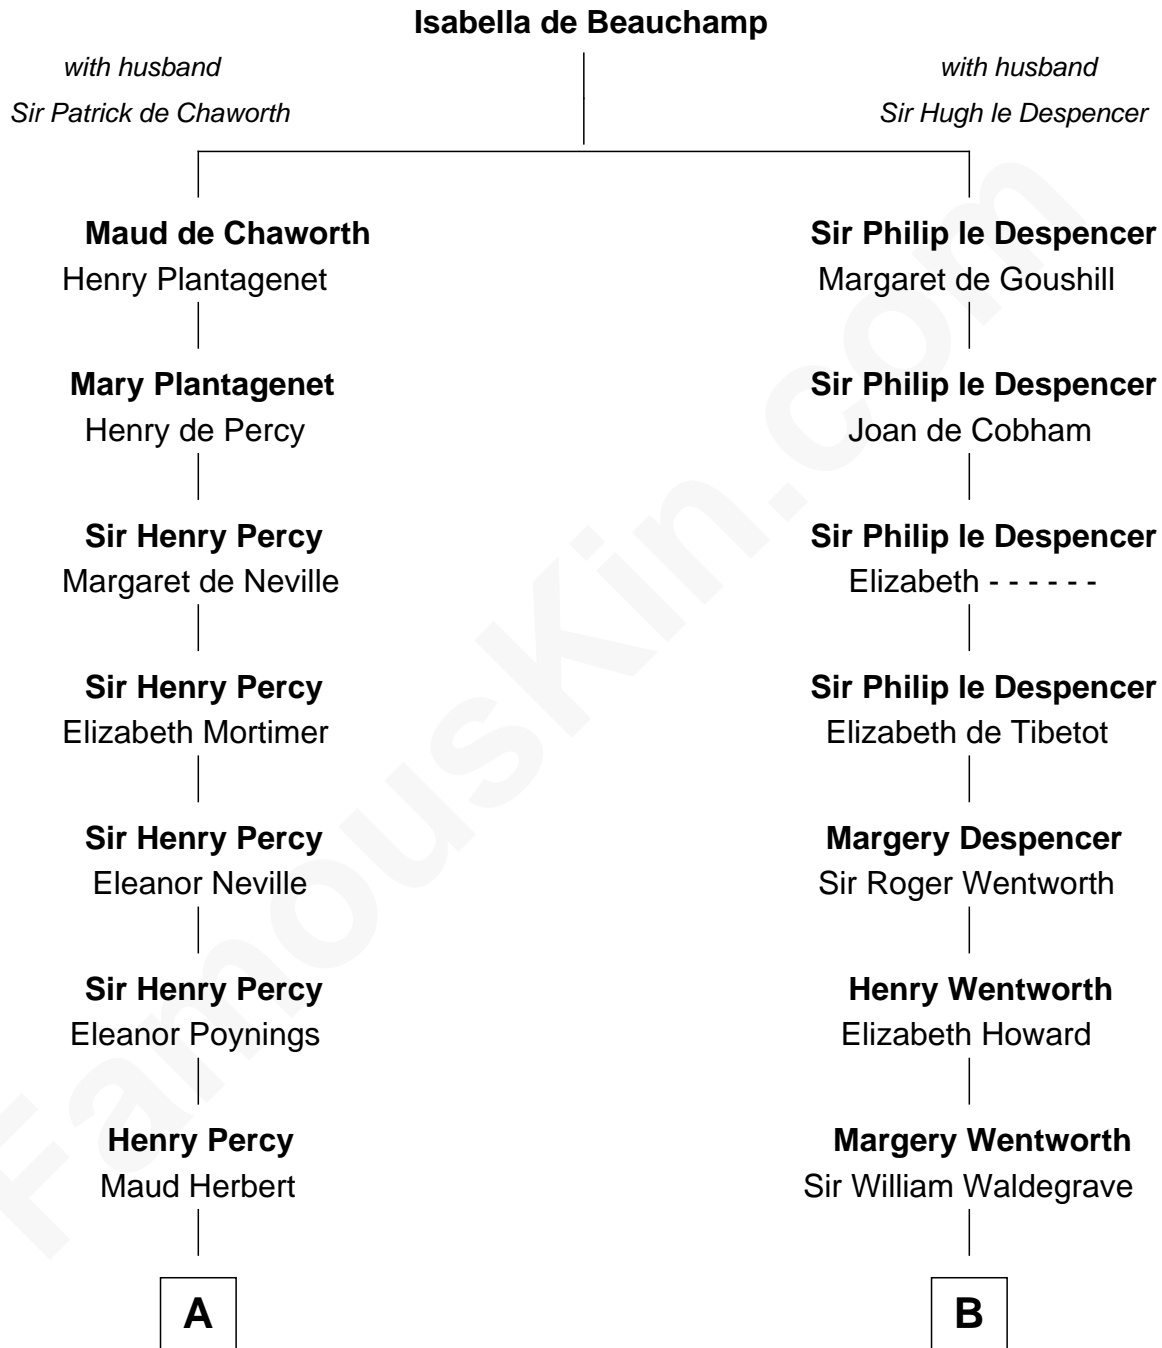 Isabella de Beauchamp
with husband
Sir Patrick de Chaworth
with husband
Sir Hugh le Despencer
Maud de Chaworth
Henry Plantagenet
Sir Philip le Despencer
Margaret de Goushill
Mary Plantagenet
Henry de Percy
Sir Philip le Despencer
Joan de Cobham
Sir Henry Percy
Margaret de Neville
Sir Philip le Despencer
Elizabeth - - - - - -
Sir Henry Percy
Elizabeth Mortimer
Sir Philip le Despencer
Elizabeth de Tibetot
Sir Henry Percy
Eleanor Neville
Margery Despencer
Sir Roger Wentworth
Sir Henry Percy
Eleanor Poynings
Henry Wentworth
Elizabeth Howard
Henry Percy
Maud Herbert
Margery Wentworth
Sir William Waldegrave
A
B
FamousKin.com